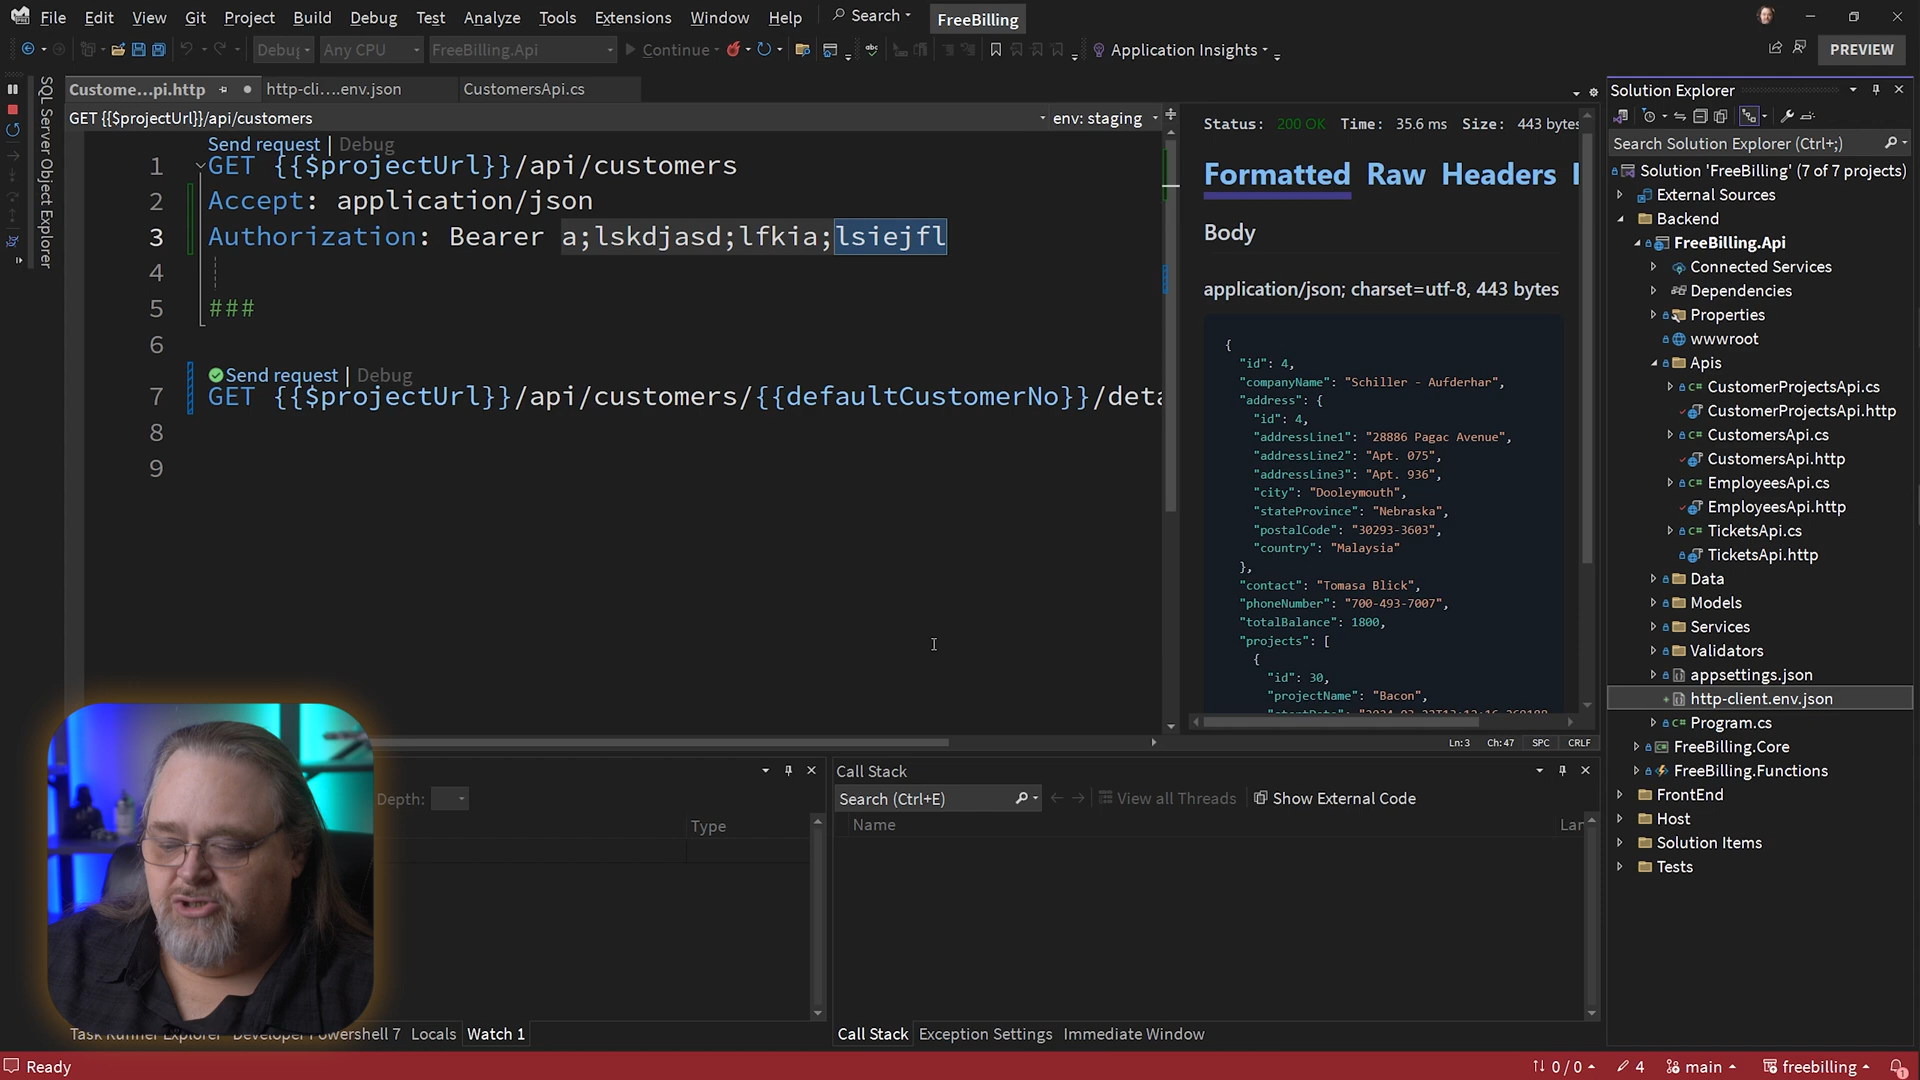 File Edit View Git Project Build Debug Test Analyze Tools Extensions Window Help Search FreeBilling
Debug Any CPU FreeBilling.Api Continue Application Insights PREVIEW
SQL Server Object Explorer
Custome...pi.http http-cli....env.json CustomersApi.cs
GET {{$projectUrl}}/api/customers env: staging
Send request | Debug
1 GET {{$projectUrl}}/api/customers
2 Accept: application/json
3 Authorization: Bearer a;lskdjasd;lfkia;lsiejfl
4
5 ###
6
Send request | Debug
7 GET {{$projectUrl}}/api/customers/{{defaultCustomerNo}}/deta
8
9
Ln:3 Ch:47 SPC CRLF
Status: 200 OK Time: 35.6 ms Size: 443 bytes
Formatted Raw Headers
Body
application/json; charset=utf-8, 443 bytes
{
"id": 4,
"companyName": "Schiller - Aufderhar",
"address": {
"id": 4,
"addressLine1": "28886 Pagac Avenue",
"addressLine2": "Apt. 075",
"addressLine3": "Apt. 936",
"city": "Dooleymouth",
"stateProvince": "Nebraska",
"postalCode": "30293-3603",
"country": "Malaysia"
},
"contact": "Tomasa Blick",
"phoneNumber": "700-493-7007",
"totalBalance": 1800,
"projects": [
{
"id": 30,
"projectName": "Bacon",
Solution Explorer
Search Solution Explorer (Ctrl+;)
Solution 'FreeBilling' (7 of 7 projects)
External Sources
Backend
FreeBilling.Api
Connected Services
Dependencies
Properties
wwwroot
Apis
CustomerProjectsApi.cs
CustomerProjectsApi.http
CustomersApi.cs
CustomersApi.http
EmployeesApi.cs
EmployeesApi.http
TicketsApi.cs
TicketsApi.http
Data
Models
Services
Validators
appsettings.json
http-client.env.json
Program.cs
FreeBilling.Core
FreeBilling.Functions
FrontEnd
Host
Solution Items
Tests
Depth:
Type
Call Stack
Search (Ctrl+E) View all Threads Show External Code
Name Lan
Task Runner Explorer Developer Powershell 7 Locals Watch 1
Call Stack Exception Settings Immediate Window
Ready 0 / 0 4 main freebilling 1